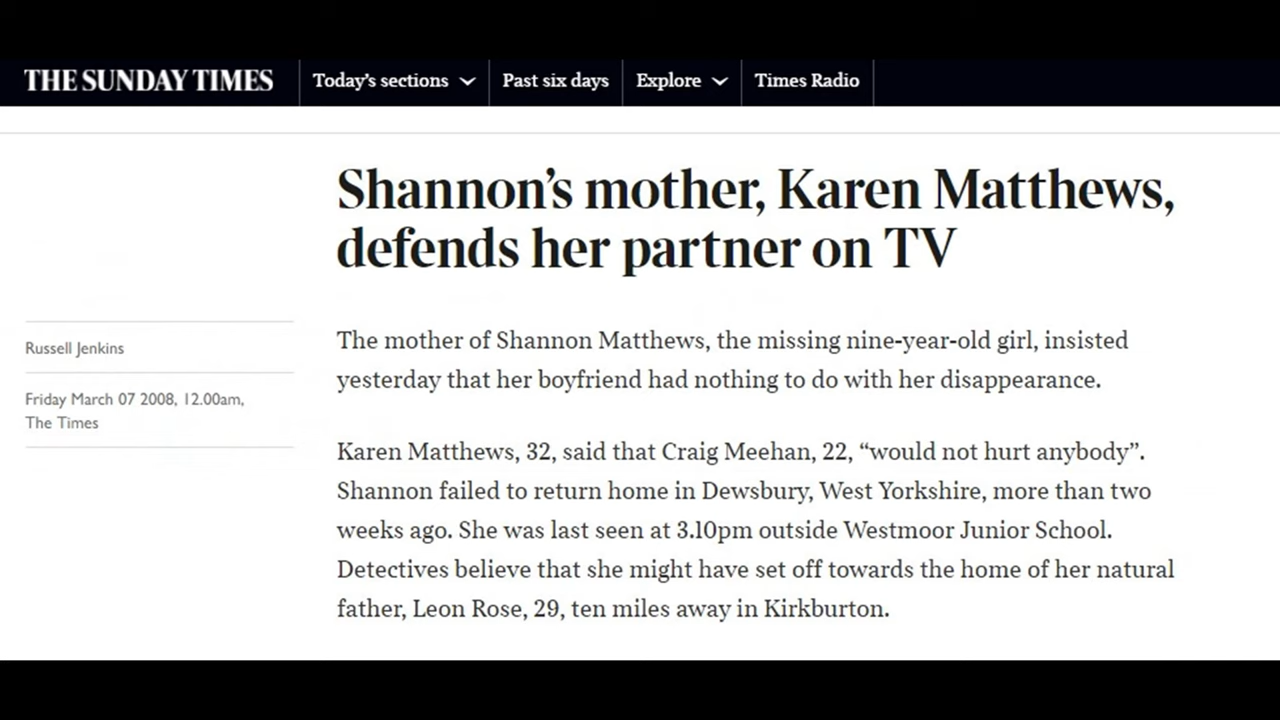 THE SUNDAY TIMES
Today's sections
Past six days
Explore
Times Radio
Shannon’s mother, Karen Matthews,
defends her partner on TV
Russell Jenkins
Friday March 07 2008, 12.00am,
The Times
The mother of Shannon Matthews, the missing nine-year-old girl, insisted
yesterday that her boyfriend had nothing to do with her disappearance.
Karen Matthews, 32, said that Craig Meehan, 22, “would not hurt anybody”.
Shannon failed to return home in Dewsbury, West Yorkshire, more than two
weeks ago. She was last seen at 3.10pm outside Westmoor Junior School.
Detectives believe that she might have set off towards the home of her natural
father, Leon Rose, 29, ten miles away in Kirkburton.